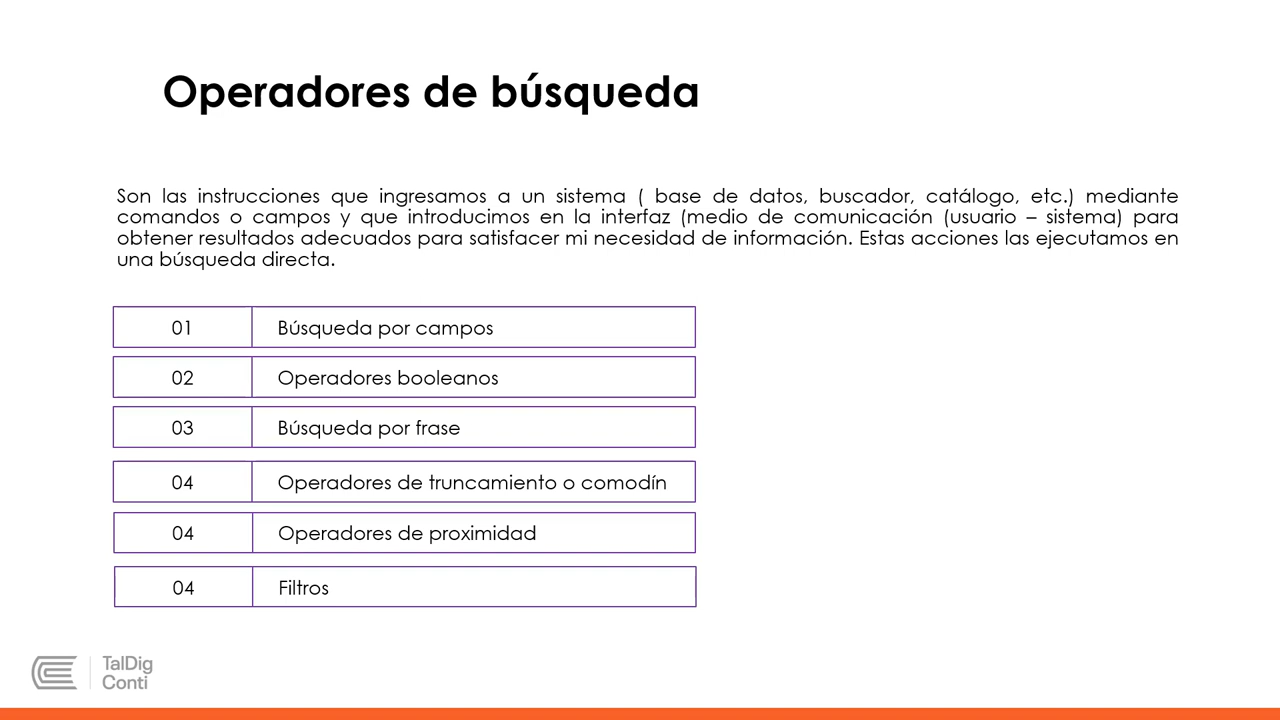 Operadores de búsqueda
Son las instrucciones que ingresamos a un sistema ( base de datos, buscador, catálogo, etc.) mediante
comandos o campos y que introducimos en la interfaz (medio de comunicación (usuario – sistema) para
obtener resultados adecuados para satisfacer mi necesidad de información. Estas acciones las ejecutamos en
una búsqueda directa.
01 Búsqueda por campos
02 Operadores booleanos
03 Búsqueda por frase
04 Operadores de truncamiento o comodín
04 Operadores de proximidad
04 Filtros
TalDig
Conti